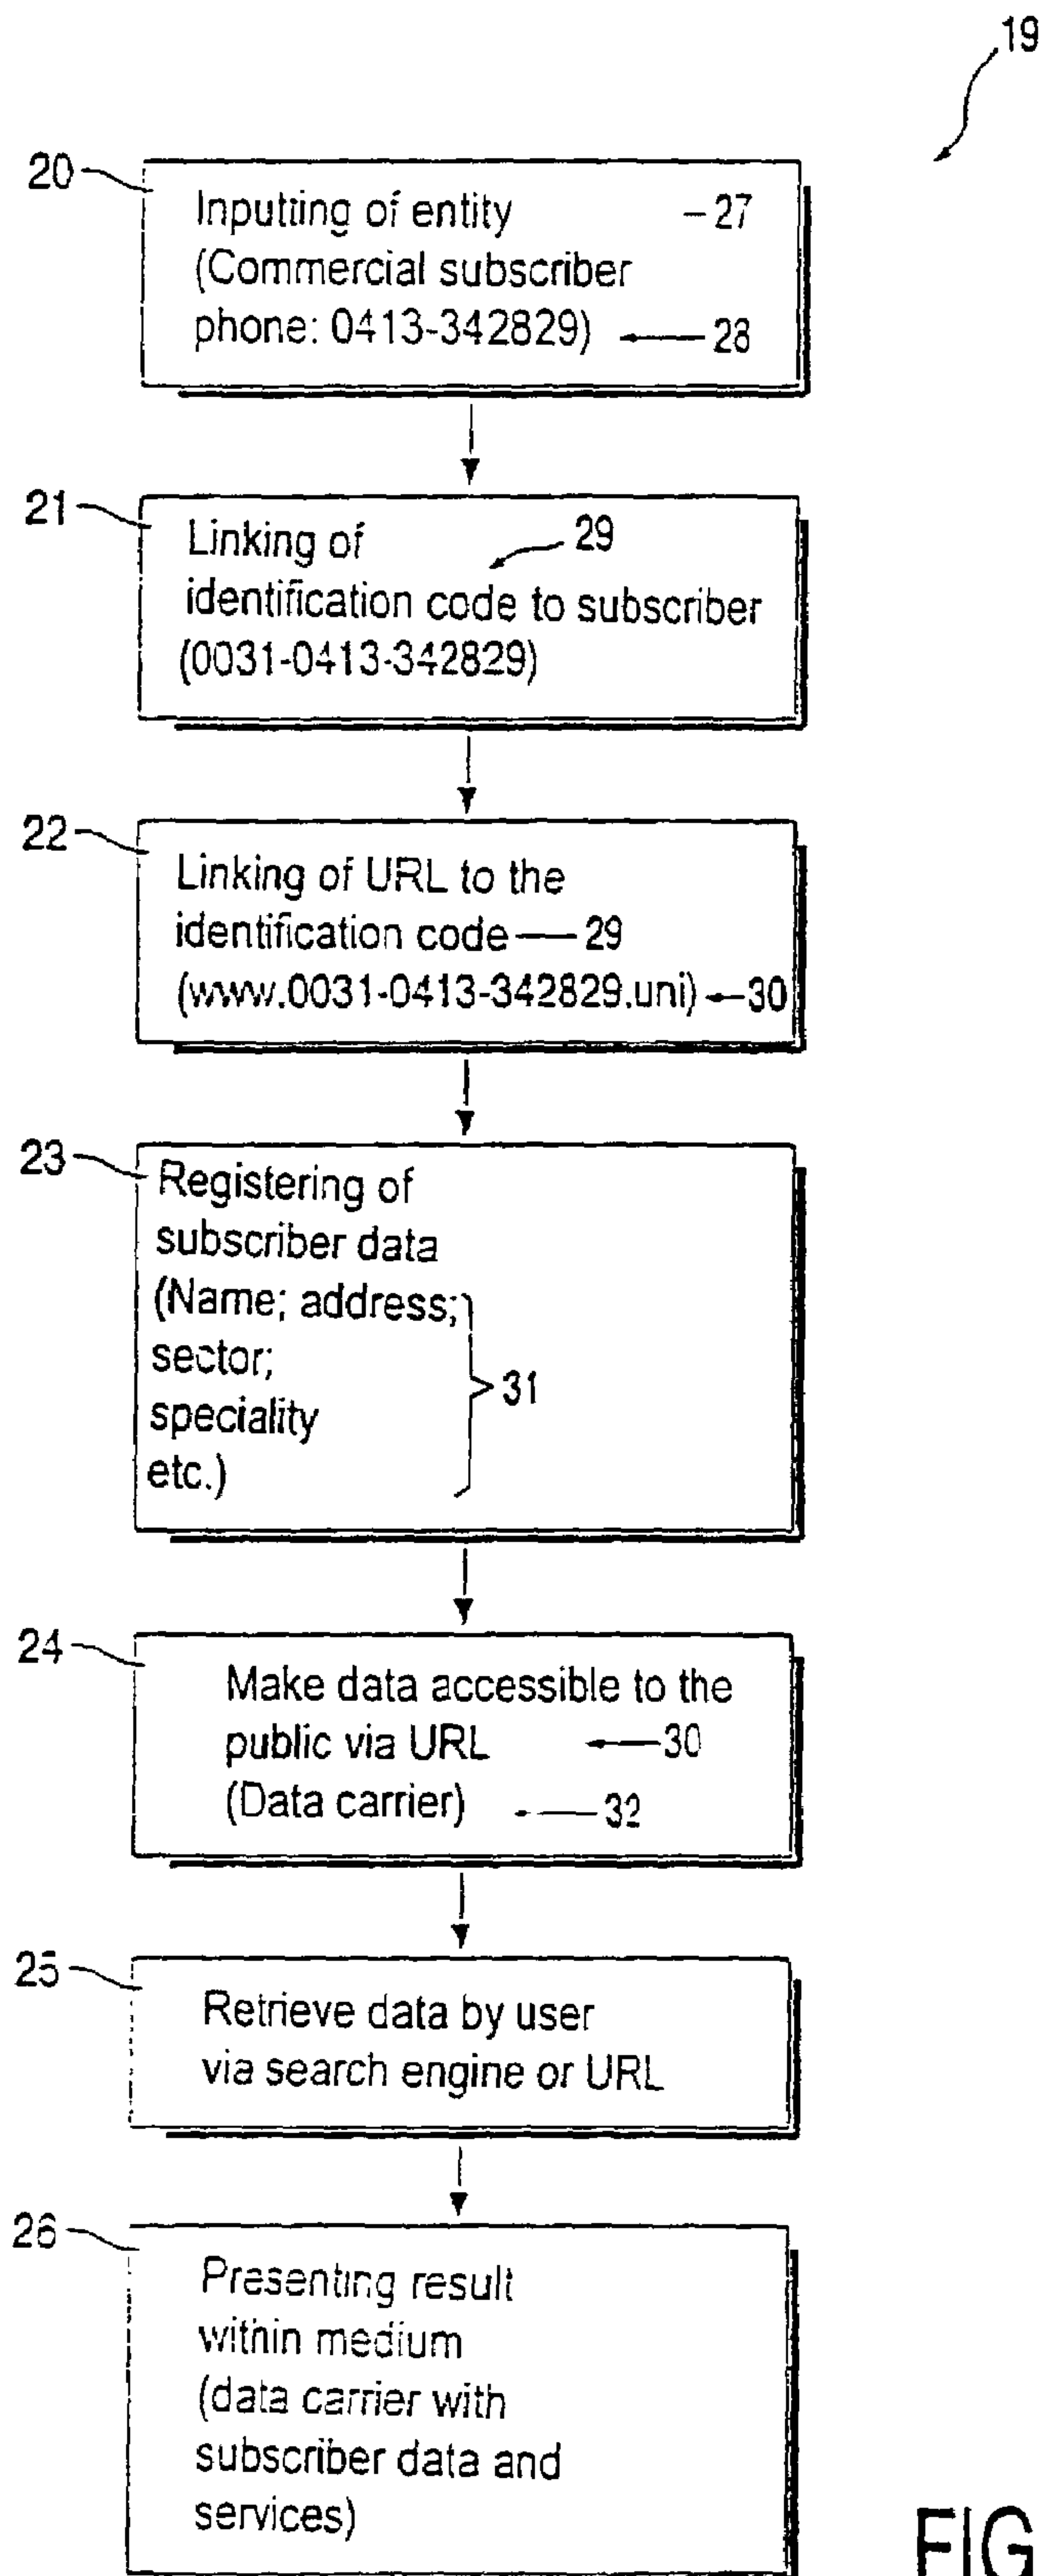 19
20
Inputting of entity -27
(Commercial subscriber
phone: 0413-342829) 28
21
Linking of 29
identification code to subscriber
(0031-0413-342829)
22
Linking of URL to the
identification code 29
(www.0031-0413-342829.uni) 30
23
Registering of
subscriber data
(Name; address;
sector;
speciality
etc.)
31
24
Make data accessible to the
public via URL 30
(Data carrier) 32
25
Retrieve data by user
via search engine or URL
26
Presenting result
within medium
(data carrier with
subscriber data and
services)
FIG